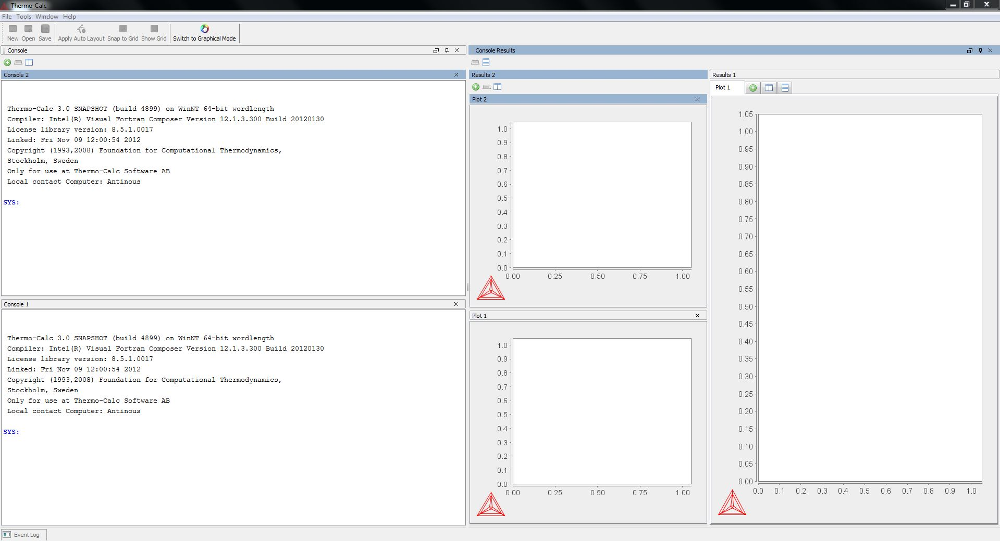 Thermo-Calc
File Tools Window Help
New Open Save Apply Auto Layout Snap to Grid Show Grid Switch to Graphical Mode
Console
Console 2
Thermo-Calc 3.0 SNAPSHOT (build 4899) on WinNT 64-bit wordlength
Compiler: Intel(R) Visual Fortran Composer Version 12.1.3.300 Build 20120130
License library version: 8.5.1.0017
Linked: Fri Nov 09 12:00:54 2012
Copyright (1993,2008) Foundation for Computational Thermodynamics,
Stockholm, Sweden
Only for use at Thermo-Calc Software AB
Local contact Computer: Antinous
SYS:
Console 1
Thermo-Calc 3.0 SNAPSHOT (build 4899) on WinNT 64-bit wordlength
Compiler: Intel(R) Visual Fortran Composer Version 12.1.3.300 Build 20120130
License library version: 8.5.1.0017
Linked: Fri Nov 09 12:00:54 2012
Copyright (1993,2008) Foundation for Computational Thermodynamics,
Stockholm, Sweden
Only for use at Thermo-Calc Software AB
Local contact Computer: Antinous
SYS:
Console Results
Results 2
Plot 2
1.0
0.9
0.8
0.7
0.6
0.5
0.4
0.3
0.2
0.1
0.0
0.00 0.25 0.50 0.75 1.00
Plot 1
1.0
0.9
0.8
0.7
0.6
0.5
0.4
0.3
0.2
0.1
0.0
0.00 0.25 0.50 0.75 1.00
Results 1
Plot 1
1.05
1.00
0.95
0.90
0.85
0.80
0.75
0.70
0.65
0.60
0.55
0.50
0.45
0.40
0.35
0.30
0.25
0.20
0.15
0.10
0.05
0.00
0.0 0.1 0.2 0.3 0.4 0.5 0.6 0.7 0.8 0.9 1.0
Event Log